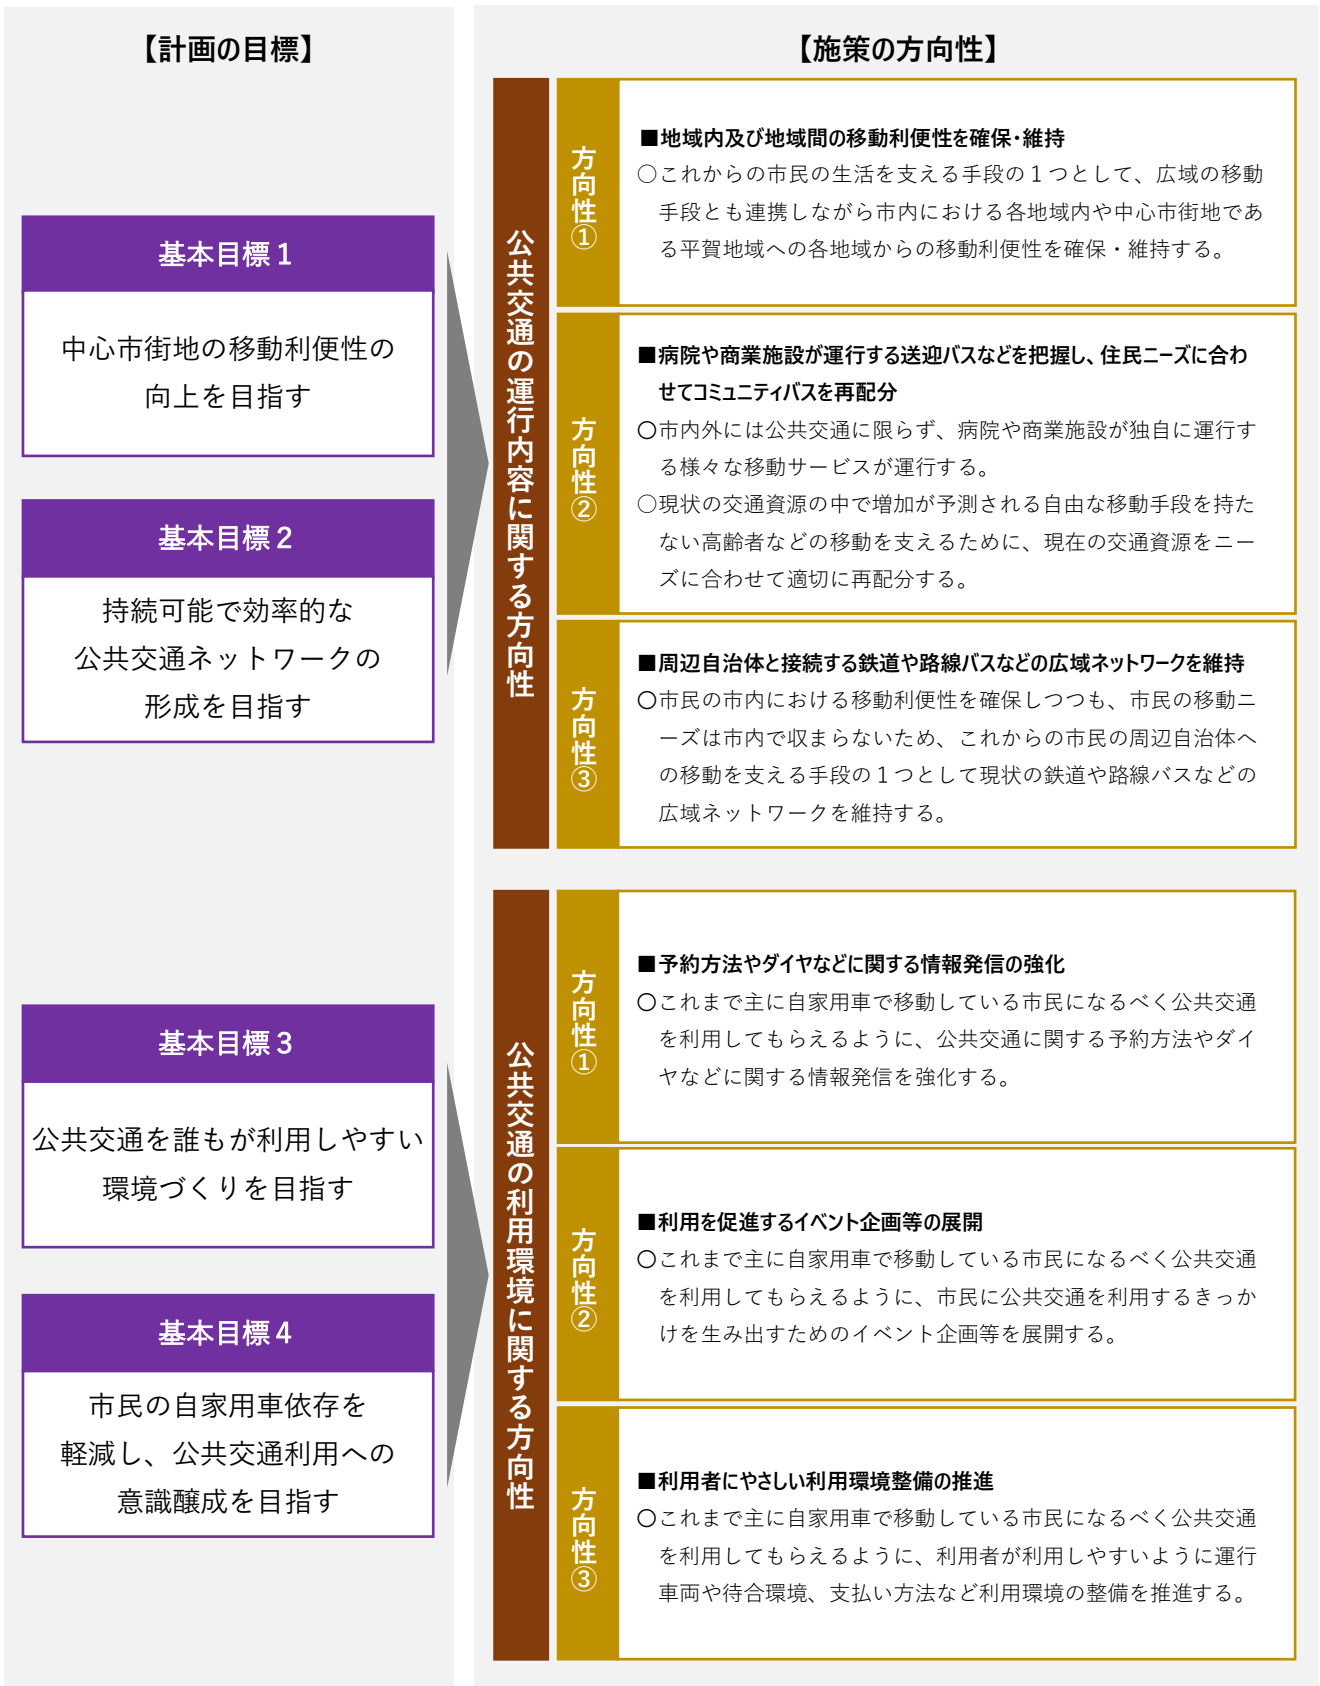 【計画の目標】
基本目標１
中心市街地の移動利便性の
向上を目指す
基本目標２
持続可能で効率的な
公共交通ネットワークの
形成を目指す
基本目標３
公共交通を誰もが利用しやすい
環境づくりを目指す
基本目標４
市民の自家用車依存を
軽減し、公共交通利用への
意識醸成を目指す
【施策の方向性】
公共交通の運行内容に関する方向性
方向性①
■地域内及び地域間の移動利便性を確保・維持
○これからの市民の生活を支える手段の１つとして、広域の移動
手段とも連携しながら市内における各地域内や中心市街地であ
る平賀地域への各地域からの移動利便性を確保・維持する。
方向性②
■病院や商業施設が運行する送迎バスなどを把握し、住民ニーズに合わ
せてコミュニティバスを再配分
○市内外には公共交通に限らず、病院や商業施設が独自に運行す
る様々な移動サービスが運行する。
○現状の交通資源の中で増加が予測される自由な移動手段を持た
ない高齢者などの移動を支えるために、現在の交通資源をニー
ズに合わせて適切に再配分する。
方向性③
■周辺自治体と接続する鉄道や路線バスなどの広域ネットワークを維持
○市民の市内における移動利便性を確保しつつも、市民の移動ニ
ーズは市内で収まらないため、これからの市民の周辺自治体へ
の移動を支える手段の１つとして現状の鉄道や路線バスなどの
広域ネットワークを維持する。
公共交通の利用環境に関する方向性
方向性①
■予約方法やダイヤなどに関する情報発信の強化
○これまで主に自家用車で移動している市民になるべく公共交通
を利用してもらえるように、公共交通に関する予約方法やダイ
ヤなどに関する情報発信を強化する。
方向性②
■利用を促進するイベント企画等の展開
○これまで主に自家用車で移動している市民になるべく公共交通
を利用してもらえるように、市民に公共交通を利用するきっか
けを生み出すためのイベント企画等を展開する。
方向性③
■利用者にやさしい利用環境整備の推進
○これまで主に自家用車で移動している市民になるべく公共交通
を利用してもらえるように、利用者が利用しやすいように運行
車両や待合環境、支払い方法など利用環境の整備を推進する。